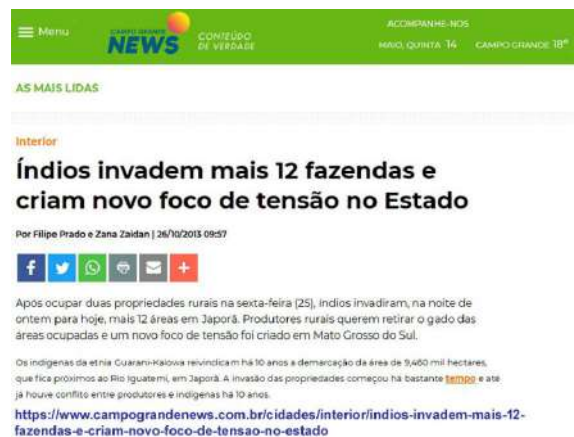 Menu
CAMPO GRANDE
NEWS
CONTEÚDO
DE VERDADE
ACOMPANHE-NOS
MAIO, QUINTA 14 CAMPO GRANDE 18º
AS MAIS LIDAS
Interior
Índios invadem mais 12 fazendas e
criam novo foco de tensão no Estado
Por Filipe Prado e Zana Zaidan | 26/10/2013 09:57
Após ocupar duas propriedades rurais na sexta-feira (25), índios invadiram, na noite de
ontem para hoje, mais 12 áreas em Japorã. Produtores rurais querem retirar o gado das
áreas ocupadas e um novo foco de tensão foi criado em Mato Grosso do Sul.
Os indígenas da etnia Guarani-Kaiowa reivindicam há 10 anos a demarcação da área de 9,460 mil hectares,
que fica próximos ao Rio Iguatemi, em Japorã. A invasão das propriedades começou há bastante tempo e até
já houve conflito entre produtores e indígenas há 10 anos.
https://www.campograndenews.com.br/cidades/interior/indios-invadem-mais-12-
fazendas-e-criam-novo-foco-de-tensao-no-estado